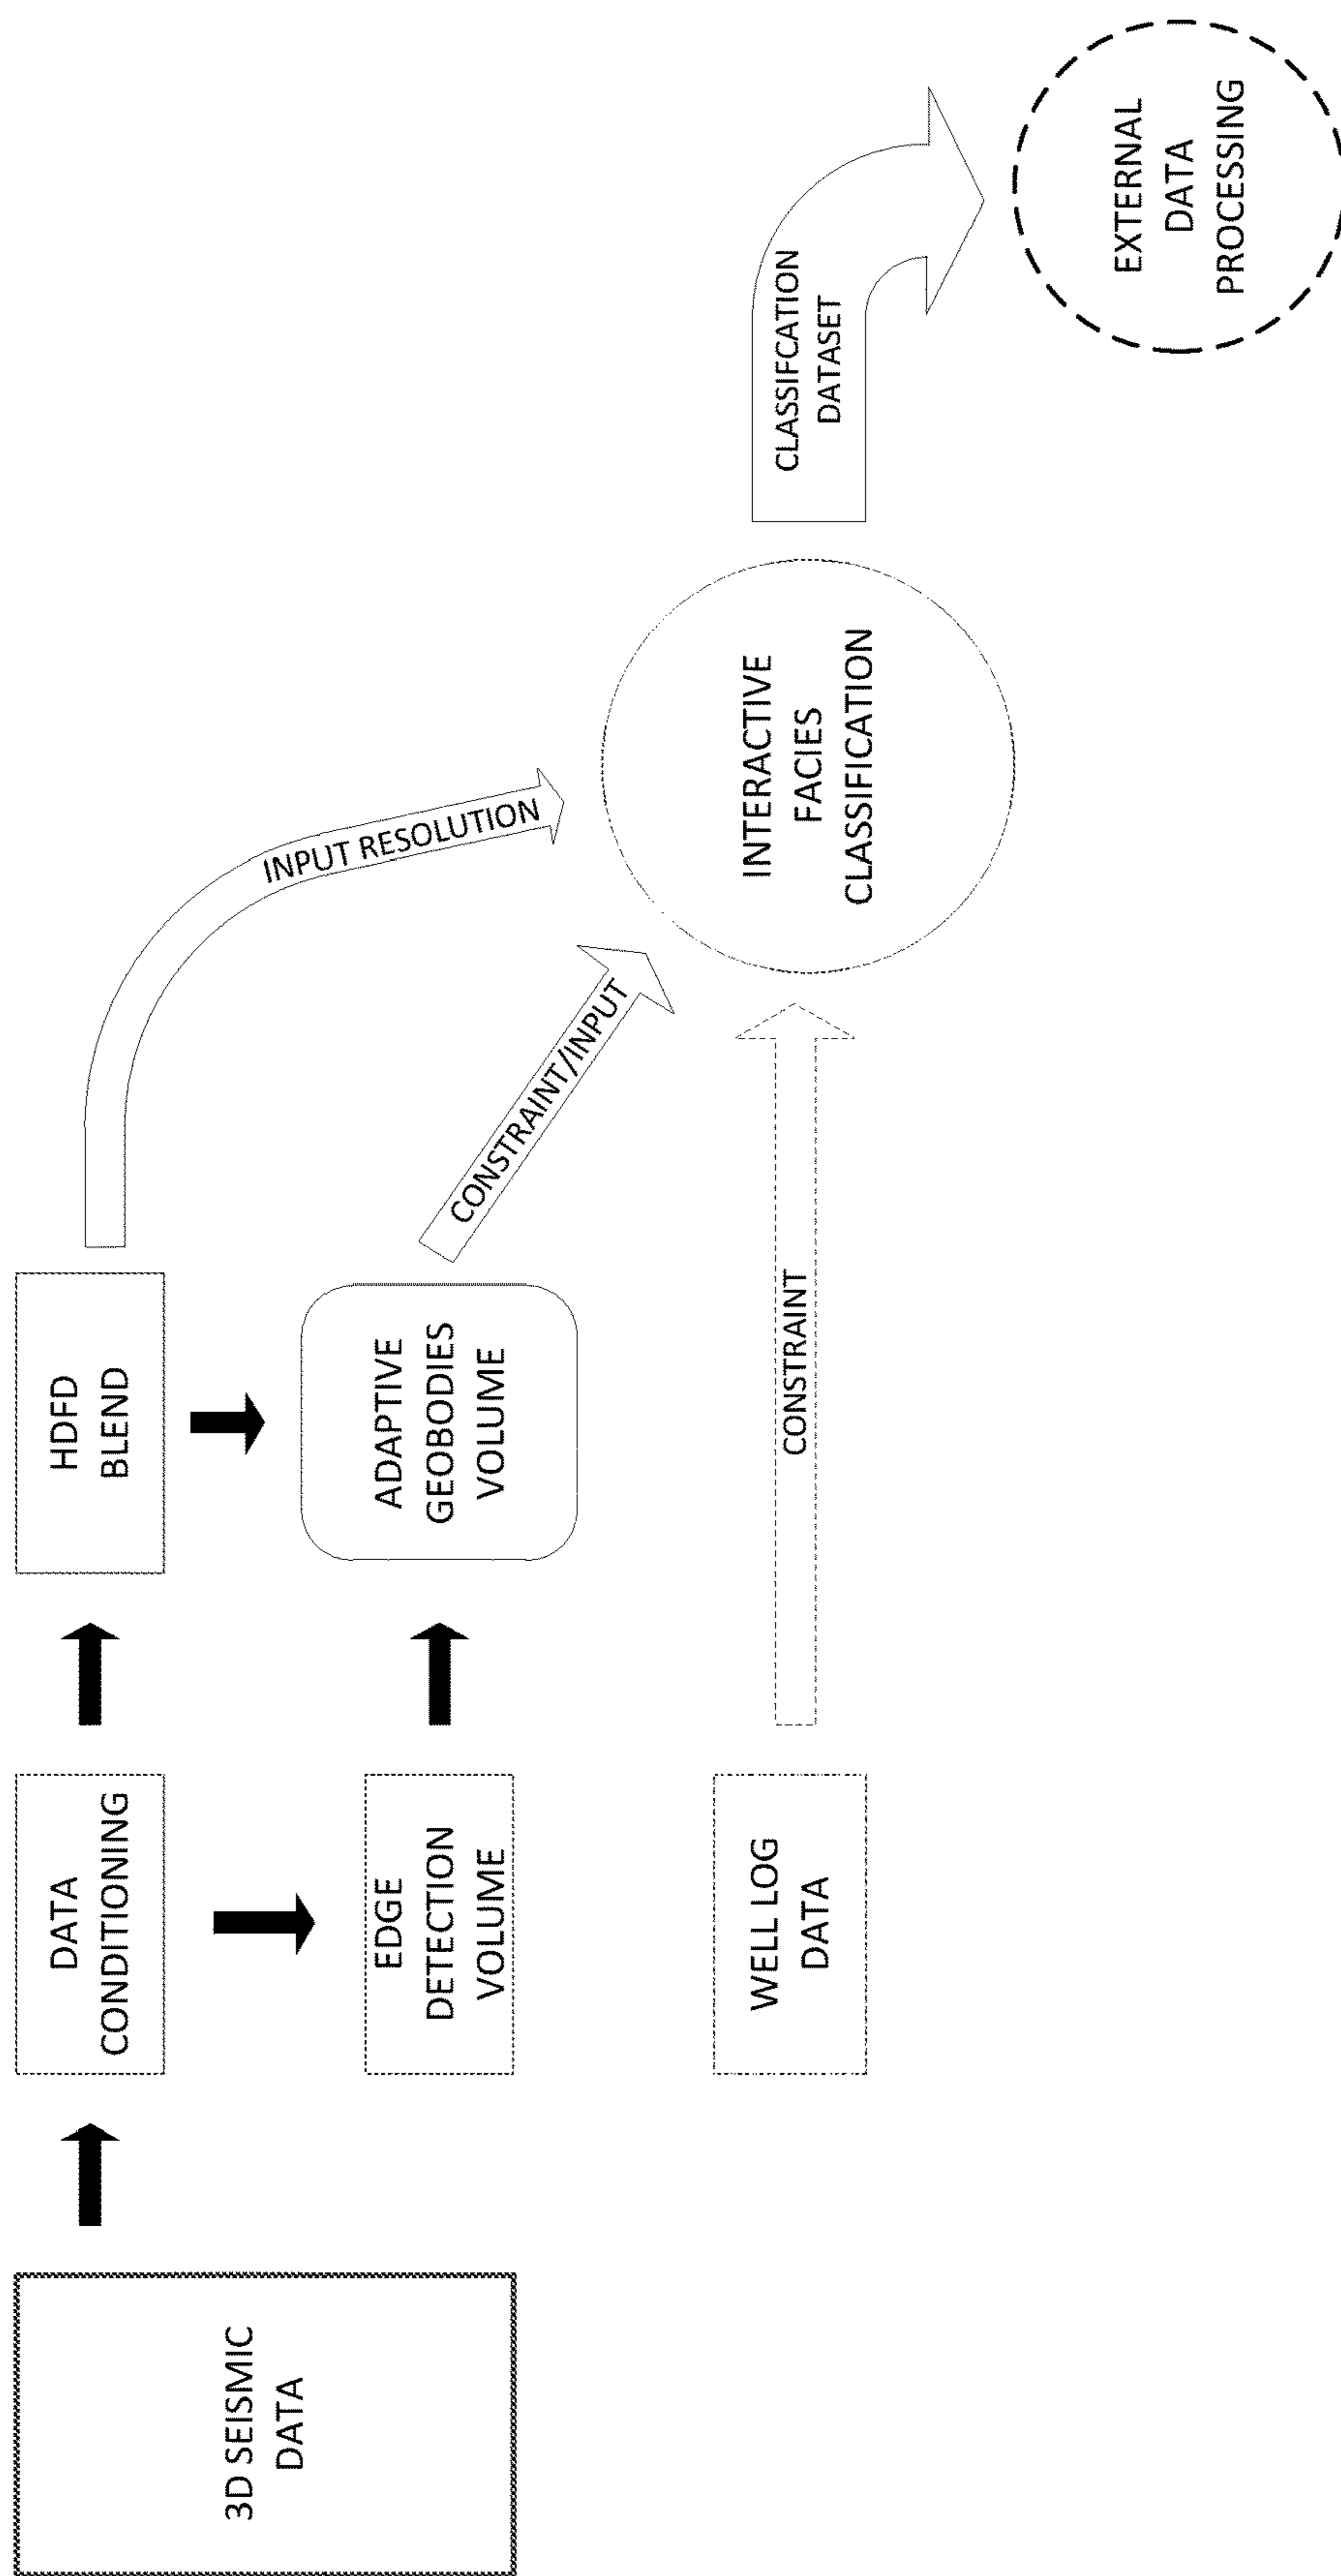 3D SEISMIC
DATA
DATA
CONDITIONING
HDFD
BLEND
EDGE
DETECTION
VOLUME
ADAPTIVE
GEOBODIES
VOLUME
WELL LOG
DATA
INPUT RESOLUTION
CONSTRAINT/INPUT
CONSTRAINT
INTERACTIVE
FACIES
CLASSIFICATION
CLASSIFCATION
DATASET
EXTERNAL
DATA
PROCESSING